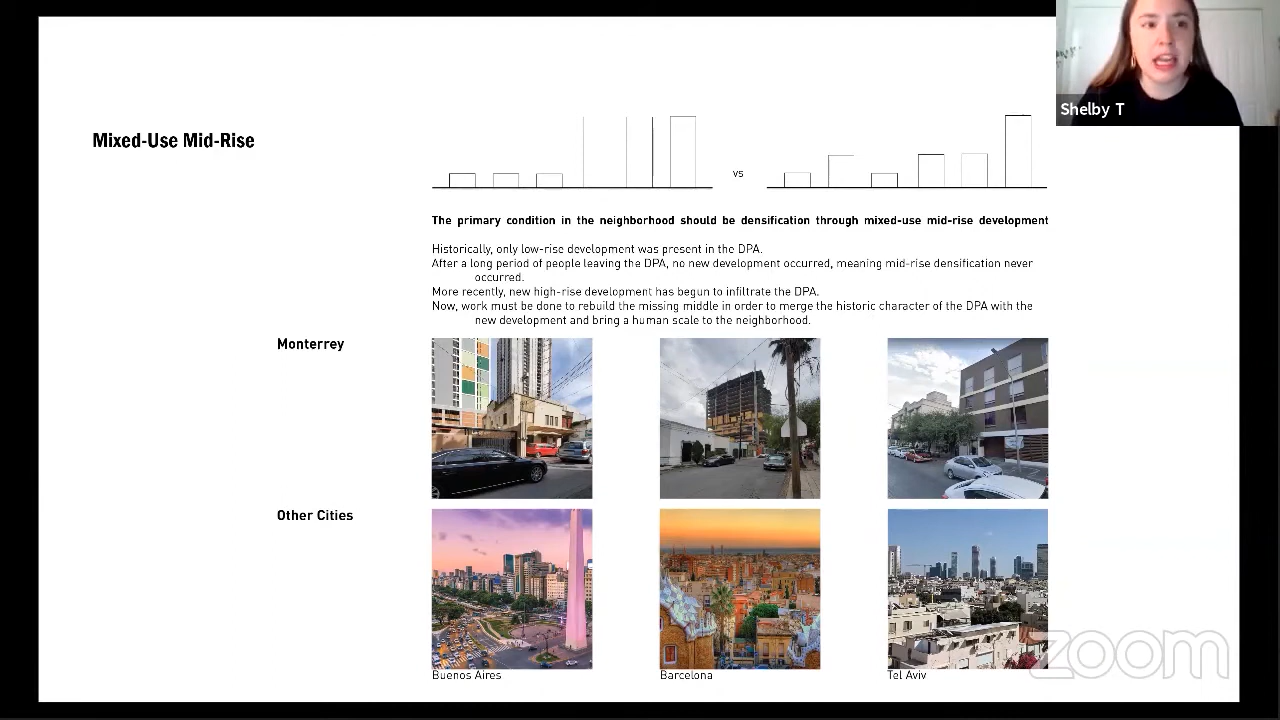 Shelby T
Mixed-Use Mid-Rise
vs
The primary condition in the neighborhood should be densification through mixed-use mid-rise development
Historically, only low-rise development was present in the DPA.
After a long period of people leaving the DPA, no new development occurred, meaning mid-rise densification never
occurred.
More recently, new high-rise development has begun to infiltrate the DPA.
Now, work must be done to rebuild the missing middle in order to merge the historic character of the DPA with the
new development and bring a human scale to the neighborhood.
Monterrey
Other Cities
Buenos Aires
Barcelona
Tel Aviv
zoom